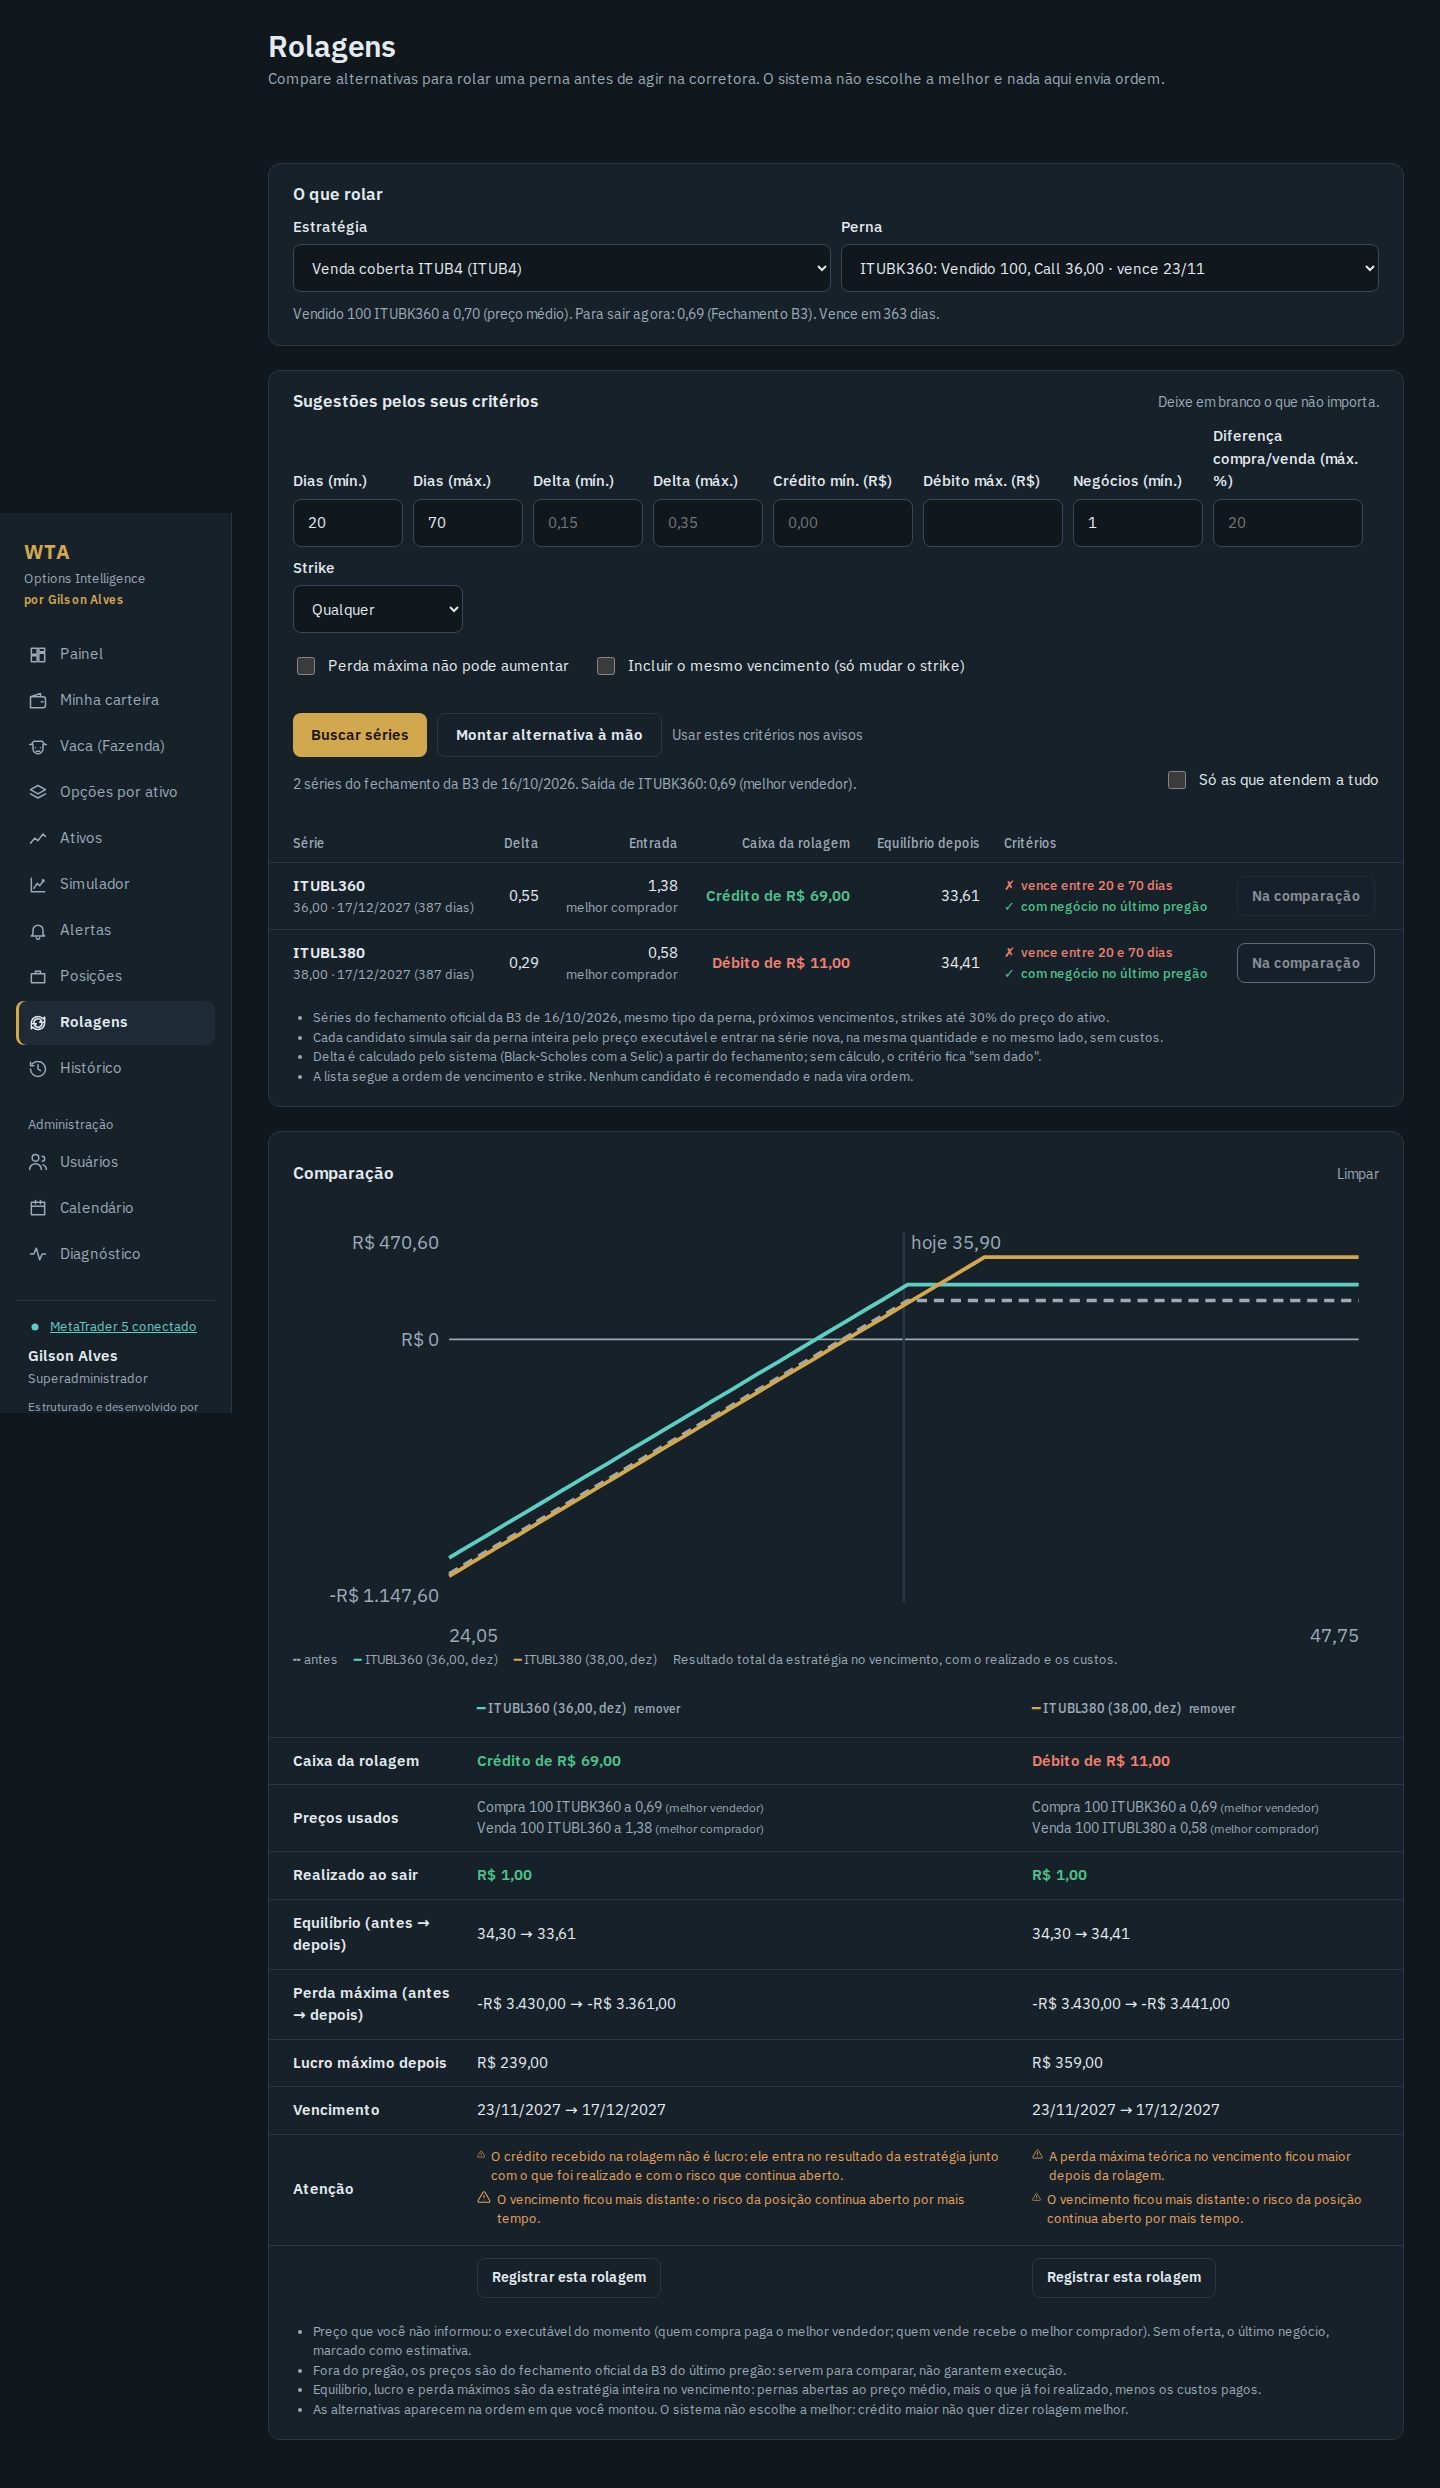 Rolagens
Compare alternativas para rolar uma perna antes de agir na corretora. O sistema não escolhe a melhor e nada aqui envia ordem.
O que rolar
Estratégia
Perna
Venda coberta ITUB4 (ITUB4)
ITUBK360: Vendido 100, Call 36,00 · vence 23/11
Vendido 100 ITUBK360 a 0,70 (preço médio). Para sair agora: 0,69 (Fechamento B3). Vence em 363 dias.
Sugestões pelos seus critérios
Deixe em branco o que não importa.
Dias (mín.)
Dias (máx.)
Delta (mín.)
Delta (máx.)
Crédito mín. (R$)
Débito máx. (R$)
Negócios (mín.)
Diferença
compra/venda (máx.
%)
20
70
0,15
0,35
0,00
1
20
Strike
Qualquer
Perda máxima não pode aumentar
Incluir o mesmo vencimento (só mudar o strike)
Buscar séries
Montar alternativa à mão
Usar estes critérios nos avisos
2 séries do fechamento da B3 de 16/10/2026. Saída de ITUBK360: 0,69 (melhor vendedor).
Só as que atendem a tudo
Série
Delta
Entrada
Caixa da rolagem
Equilíbrio depois
Critérios
ITUBL360
36,00 · 17/12/2027 (387 dias)
0,55
1,38
melhor comprador
Crédito de R$ 69,00
33,61
✗ vence entre 20 e 70 dias
✓ com negócio no último pregão
Na comparação
ITUBL380
38,00 · 17/12/2027 (387 dias)
0,29
0,58
melhor comprador
Débito de R$ 11,00
34,41
✗ vence entre 20 e 70 dias
✓ com negócio no último pregão
Na comparação
• Séries do fechamento oficial da B3 de 16/10/2026, mesmo tipo da perna, próximos vencimentos, strikes até 30% do preço do ativo.
• Cada candidato simula sair da perna inteira pelo preço executável e entrar na série nova, na mesma quantidade e no mesmo lado, sem custos.
• Delta é calculado pelo sistema (Black-Scholes com a Selic) a partir do fechamento; sem cálculo, o critério fica "sem dado".
• A lista segue a ordem de vencimento e strike. Nenhum candidato é recomendado e nada vira ordem.
WTA
Options Intelligence
por Gilson Alves
Painel
Minha carteira
Vaca (Fazenda)
Opções por ativo
Ativos
Simulador
Alertas
Posições
Rolagens
Histórico
Administração
Usuários
Calendário
Diagnóstico
MetaTrader 5 conectado
Gilson Alves
Superadministrador
Estruturado e desenvolvido por
Comparação
Limpar
R$ 470,60
hoje 35,90
R$ 0
-R$ 1.147,60
24,05
47,75
antes
ITUBL360 (36,00, dez)
ITUBL380 (38,00, dez)
Resultado total da estratégia no vencimento, com o realizado e os custos.
ITUBL360 (36,00, dez) remover
ITUBL380 (38,00, dez) remover
Caixa da rolagem
Crédito de R$ 69,00
Débito de R$ 11,00
Preços usados
Compra 100 ITUBK360 a 0,69 (melhor vendedor)
Venda 100 ITUBL360 a 1,38 (melhor comprador)
Compra 100 ITUBK360 a 0,69 (melhor vendedor)
Venda 100 ITUBL380 a 0,58 (melhor comprador)
Realizado ao sair
R$ 1,00
R$ 1,00
Equilíbrio (antes →
depois)
34,30 → 33,61
34,30 → 34,41
Perda máxima (antes
→ depois)
-R$ 3.430,00 → -R$ 3.361,00
-R$ 3.430,00 → -R$ 3.441,00
Lucro máximo depois
R$ 239,00
R$ 359,00
Vencimento
23/11/2027 → 17/12/2027
23/11/2027 → 17/12/2027
Atenção
O crédito recebido na rolagem não é lucro: ele entra no resultado da estratégia junto
com o que foi realizado e com o risco que continua aberto.
O vencimento ficou mais distante: o risco da posição continua aberto por mais
tempo.
A perda máxima teórica no vencimento ficou maior
depois da rolagem.
O vencimento ficou mais distante: o risco da posição
continua aberto por mais tempo.
Registrar esta rolagem
Registrar esta rolagem
• Preço que você não informou: o executável do momento (quem compra paga o melhor vendedor; quem vende recebe o melhor comprador). Sem oferta, o último negócio,
marcado como estimativa.
• Fora do pregão, os preços são do fechamento oficial da B3 do último pregão: servem para comparar, não garantem execução.
• Equilíbrio, lucro e perda máximos são da estratégia inteira no vencimento: pernas abertas ao preço médio, mais o que já foi realizado, menos os custos pagos.
• As alternativas aparecem na ordem em que você montou. O sistema não escolhe a melhor: crédito maior não quer dizer rolagem melhor.